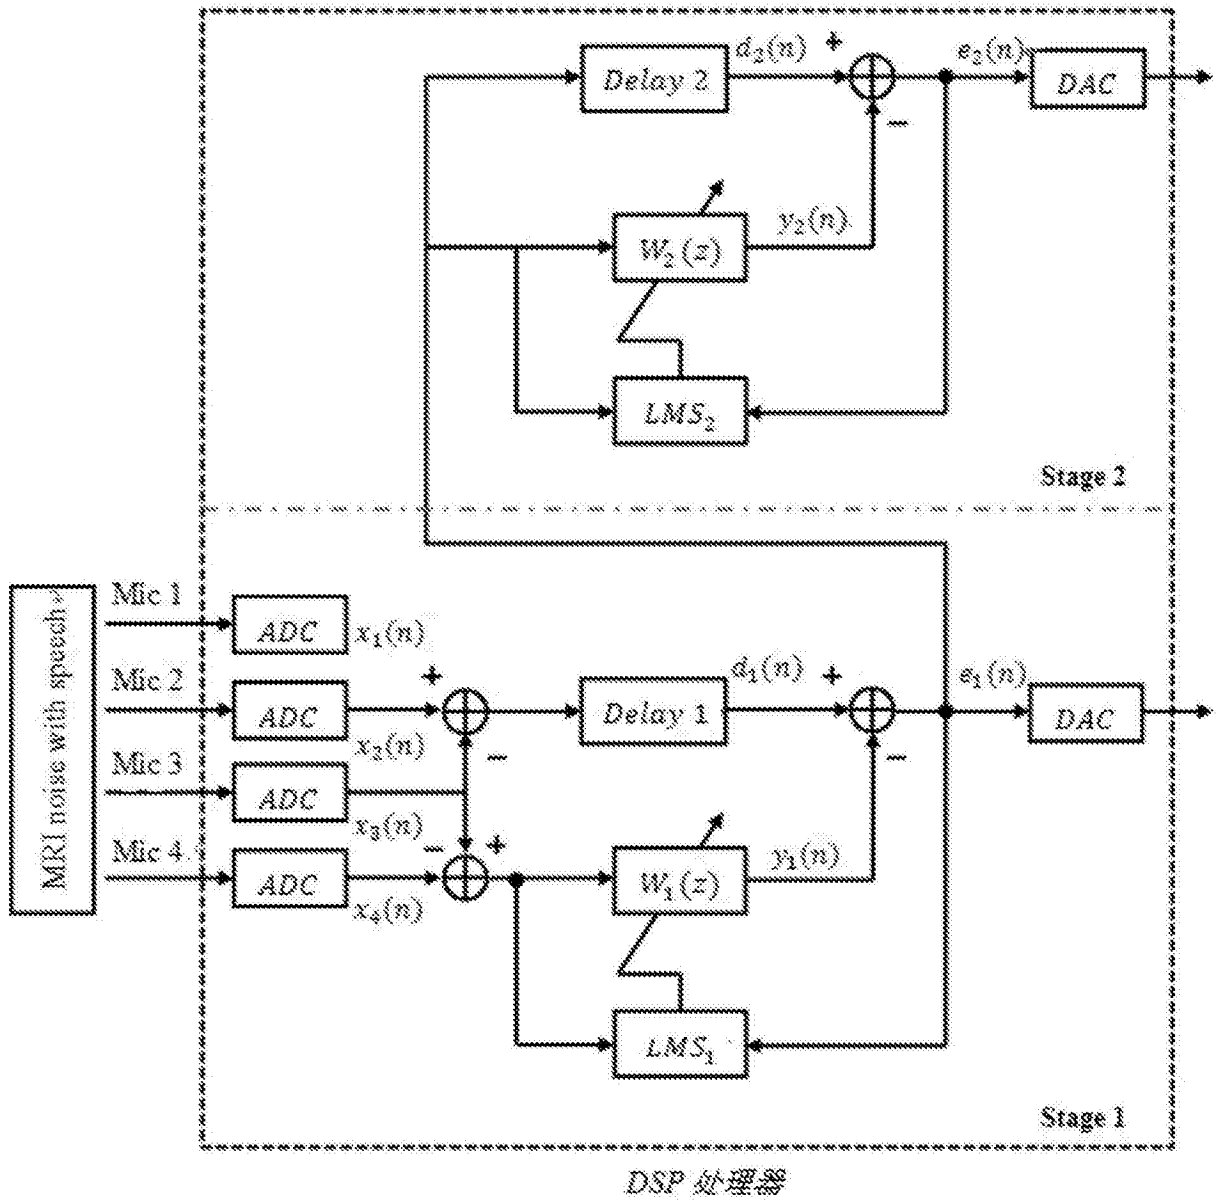 d₂(n)
+
e₂(n)
Delay 2
DAC
−
y₂(n)
W₂(z)
LMS₂
Stage 2
MRI noise with speech
Mic 1
ADC
x₁(n)
Mic 2
ADC
x₂(n)
+
−
Delay 1
d₁(n)
+
−
e₁(n)
DAC
Mic 3
ADC
x₃(n)
Mic 4
ADC
x₄(n)
−
+
W₁(z)
y₁(n)
LMS₁
Stage 1
DSP 处理器